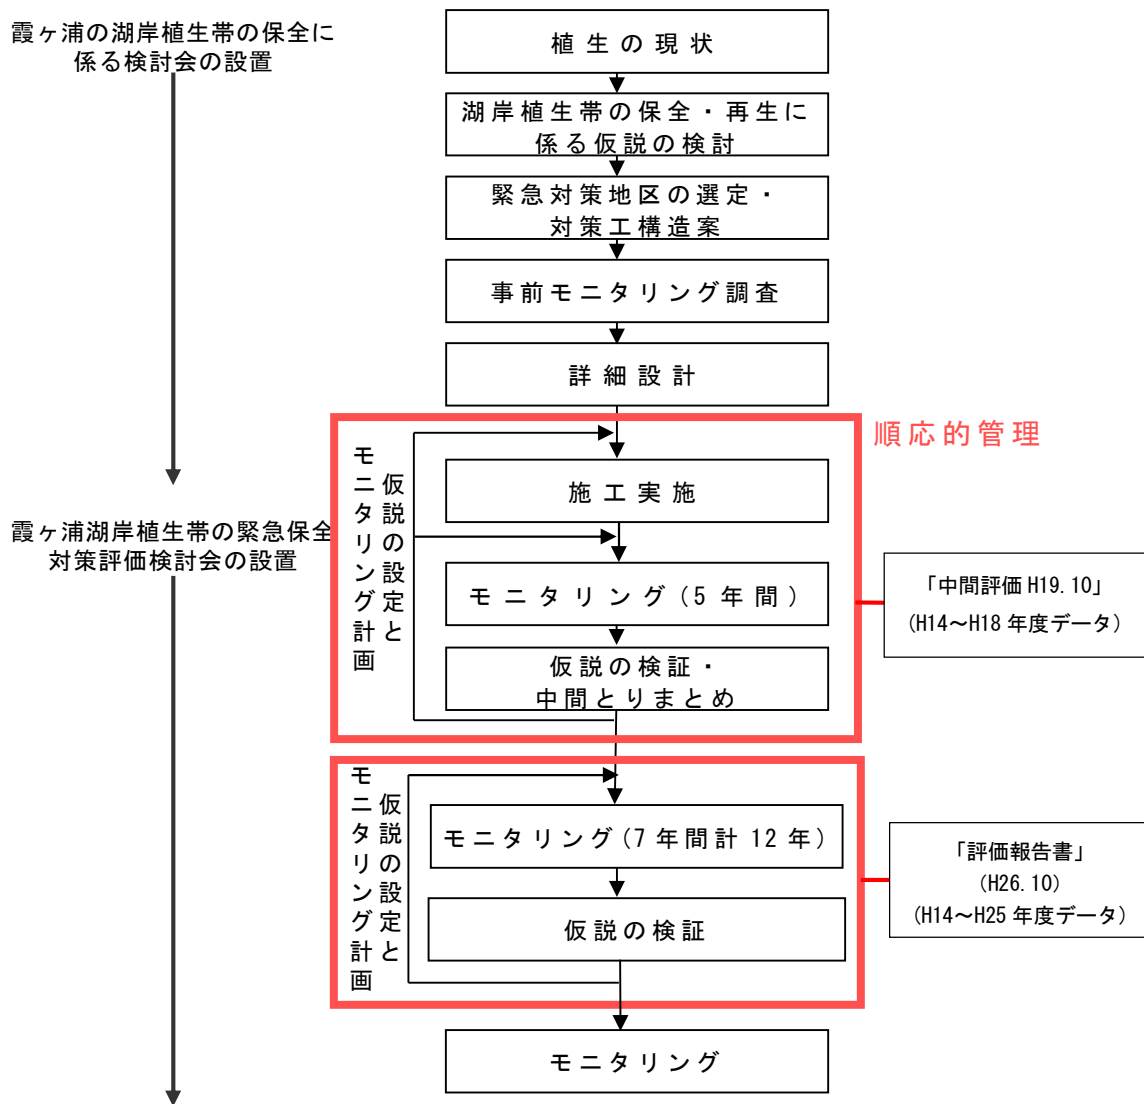 霞ヶ浦の湖岸植生帯の保全に
係る検討会の設置
植生の現状
湖岸植生帯の保全・再生に
係る仮説の検討
緊急対策地区の選定・
対策工構造案
事前モニタリング調査
詳細設計
順応的管理
仮説の設定と
モニタリング計画
施工実施
霞ヶ浦湖岸植生帯の緊急保全
対策評価検討会の設置
モニタリング(5年間)
「中間評価H19.10」
(H14～H18年度データ)
仮説の検証・
中間とりまとめ
仮説の設定と
モニタリング計画
モニタリング(7年間計12年)
「評価報告書」
(H26.10)
(H14～H25年度データ)
仮説の検証
モニタリング